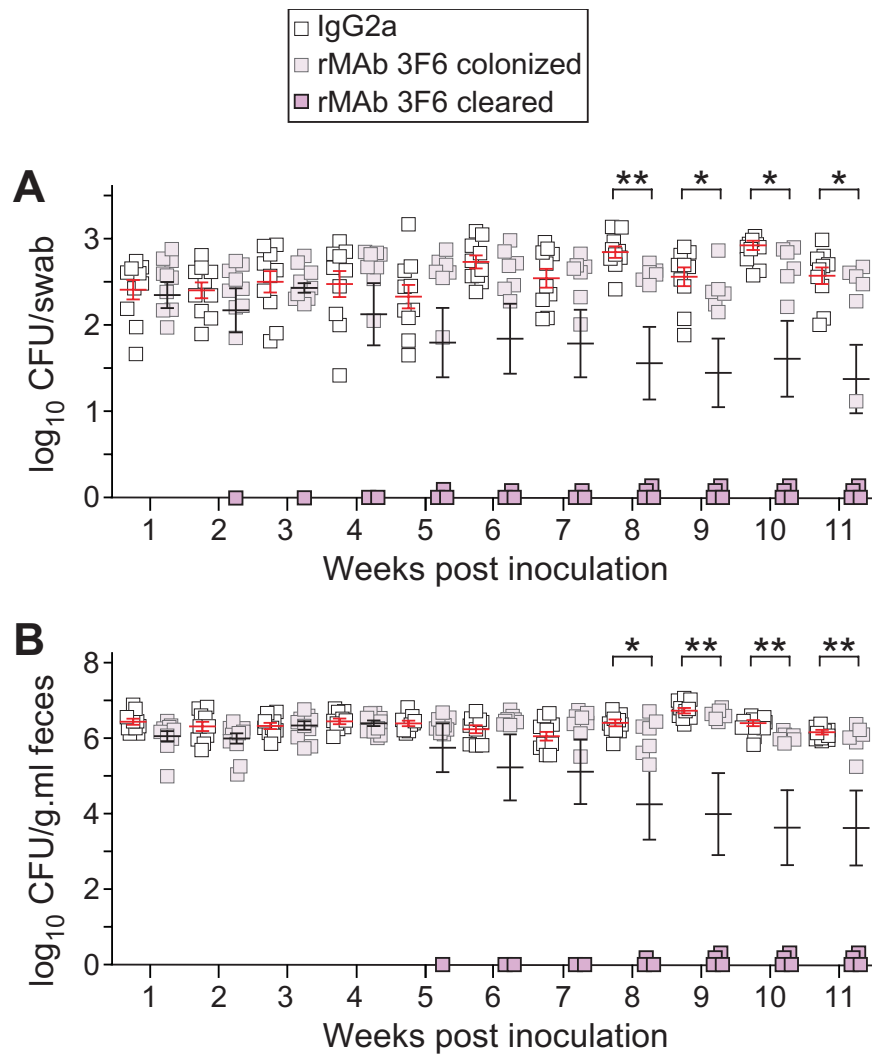 IgG2a
rMAb 3F6 colonized
rMAb 3F6 cleared
A
** * * *
3
2
1
0
log10 CFU/swab
1 2 3 4 5 6 7 8 9 10 11
Weeks post inoculation
B
* ** ** **
8
6
4
2
0
log10 CFU/g.ml feces
1 2 3 4 5 6 7 8 9 10 11
Weeks post inoculation